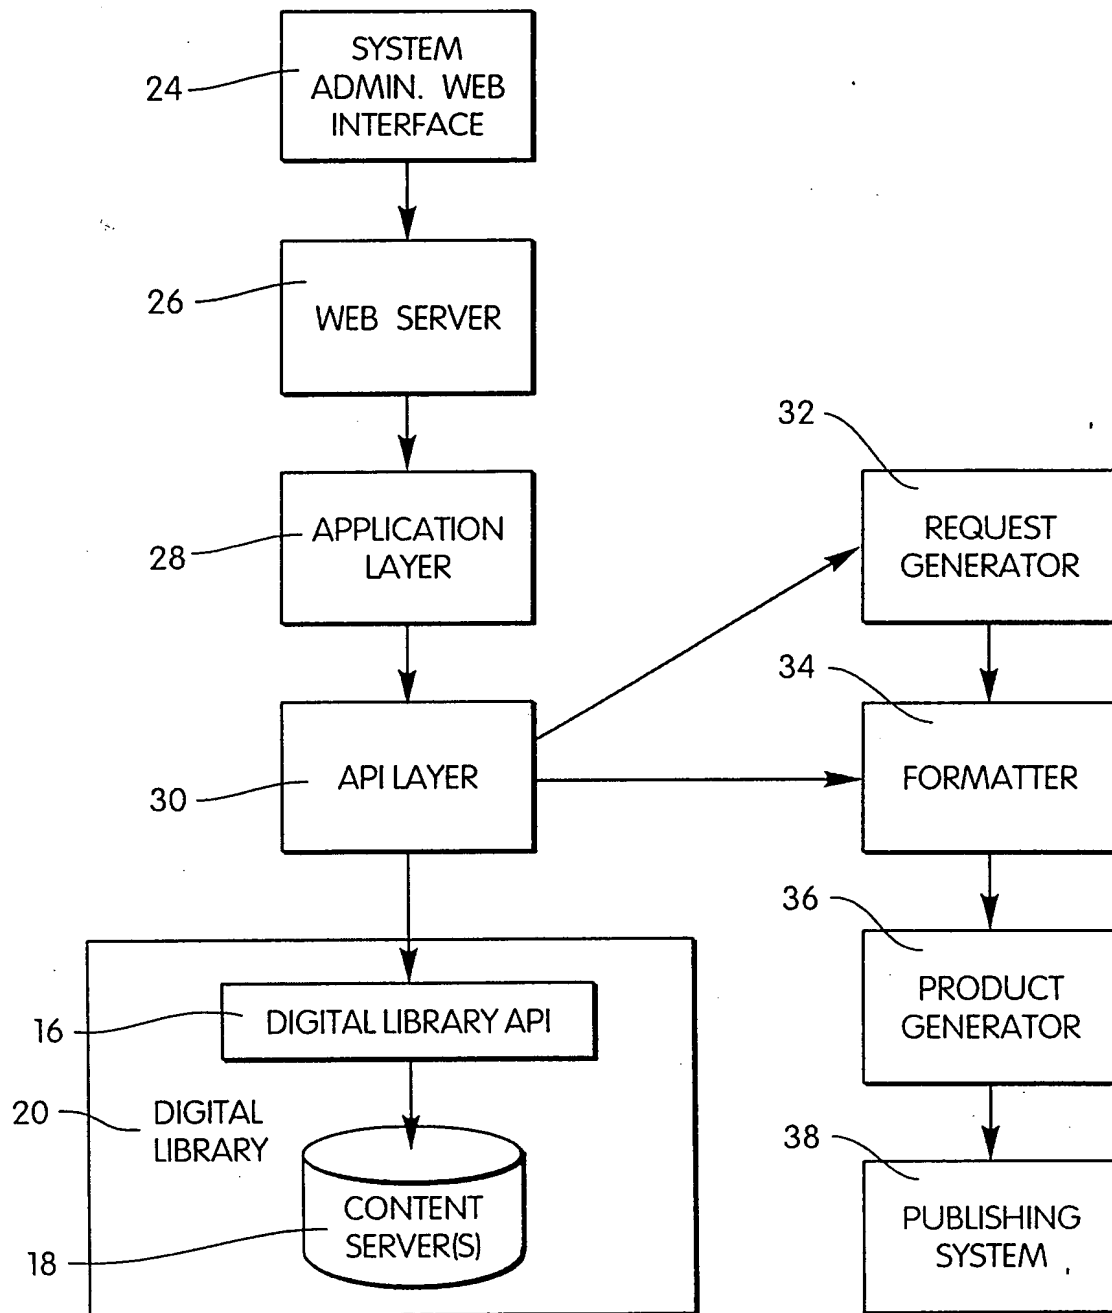 24
SYSTEM
ADMIN. WEB
INTERFACE
26
WEB SERVER
28
APPLICATION
LAYER
32
REQUEST
GENERATOR
30
API LAYER
34
FORMATTER
36
PRODUCT
GENERATOR
16
DIGITAL LIBRARY API
20
DIGITAL
LIBRARY
18
CONTENT
SERVER(S)
38
PUBLISHING
SYSTEM